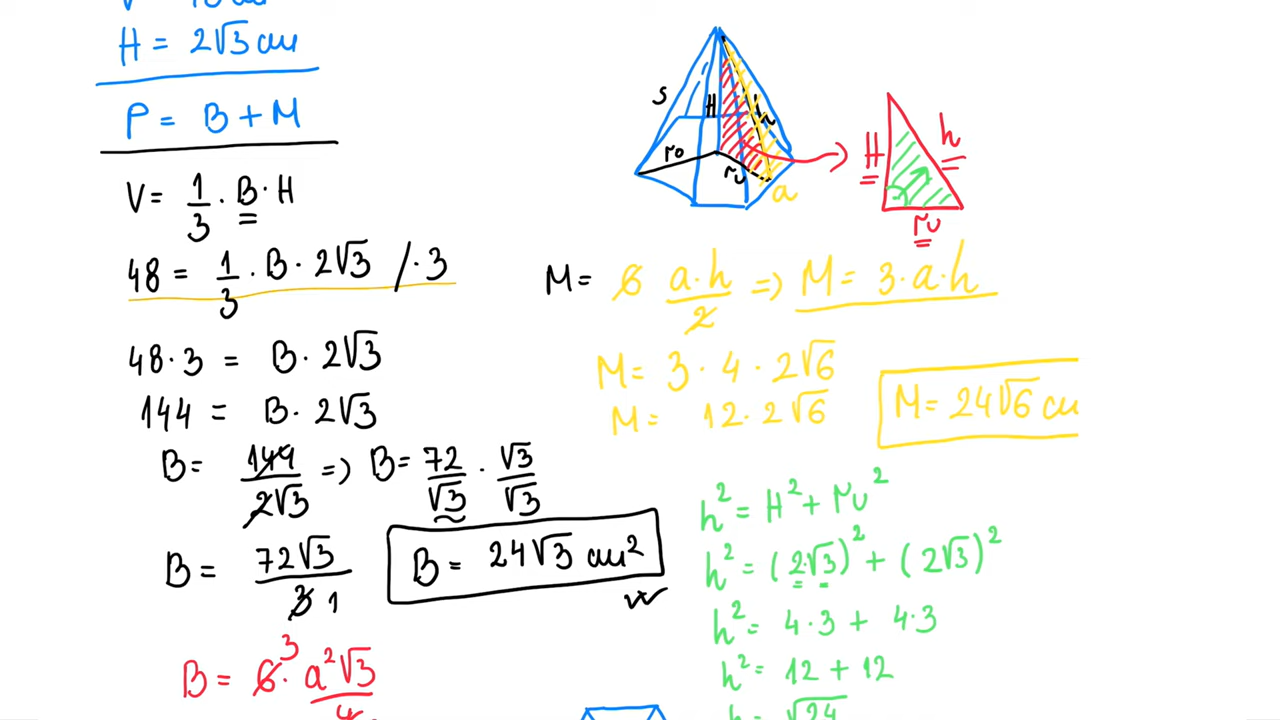 H = 2√3 cm
P = B + M
V = 1/3 · B · H
48 = 1/3 · B · 2√3 / · 3
48 · 3 = B · 2√3
144 = B · 2√3
B = 144/2√3 => B = 72/√3 · √3/√3
B = 72√3/3 1
B = 24√3 cm²
B = 6 · 3 a²√3/4
s
H
h
ro
ru
a
H
h
ru
M = 6 a·h/2 => M = 3·a·h
M = 3 · 4 · 2√6
M = 12 · 2√6
M = 24√6 cm
h² = H² + ru²
h² = (2·√3)² + (2√3)²
h² = 4·3 + 4·3
h² = 12 + 12
h = √24